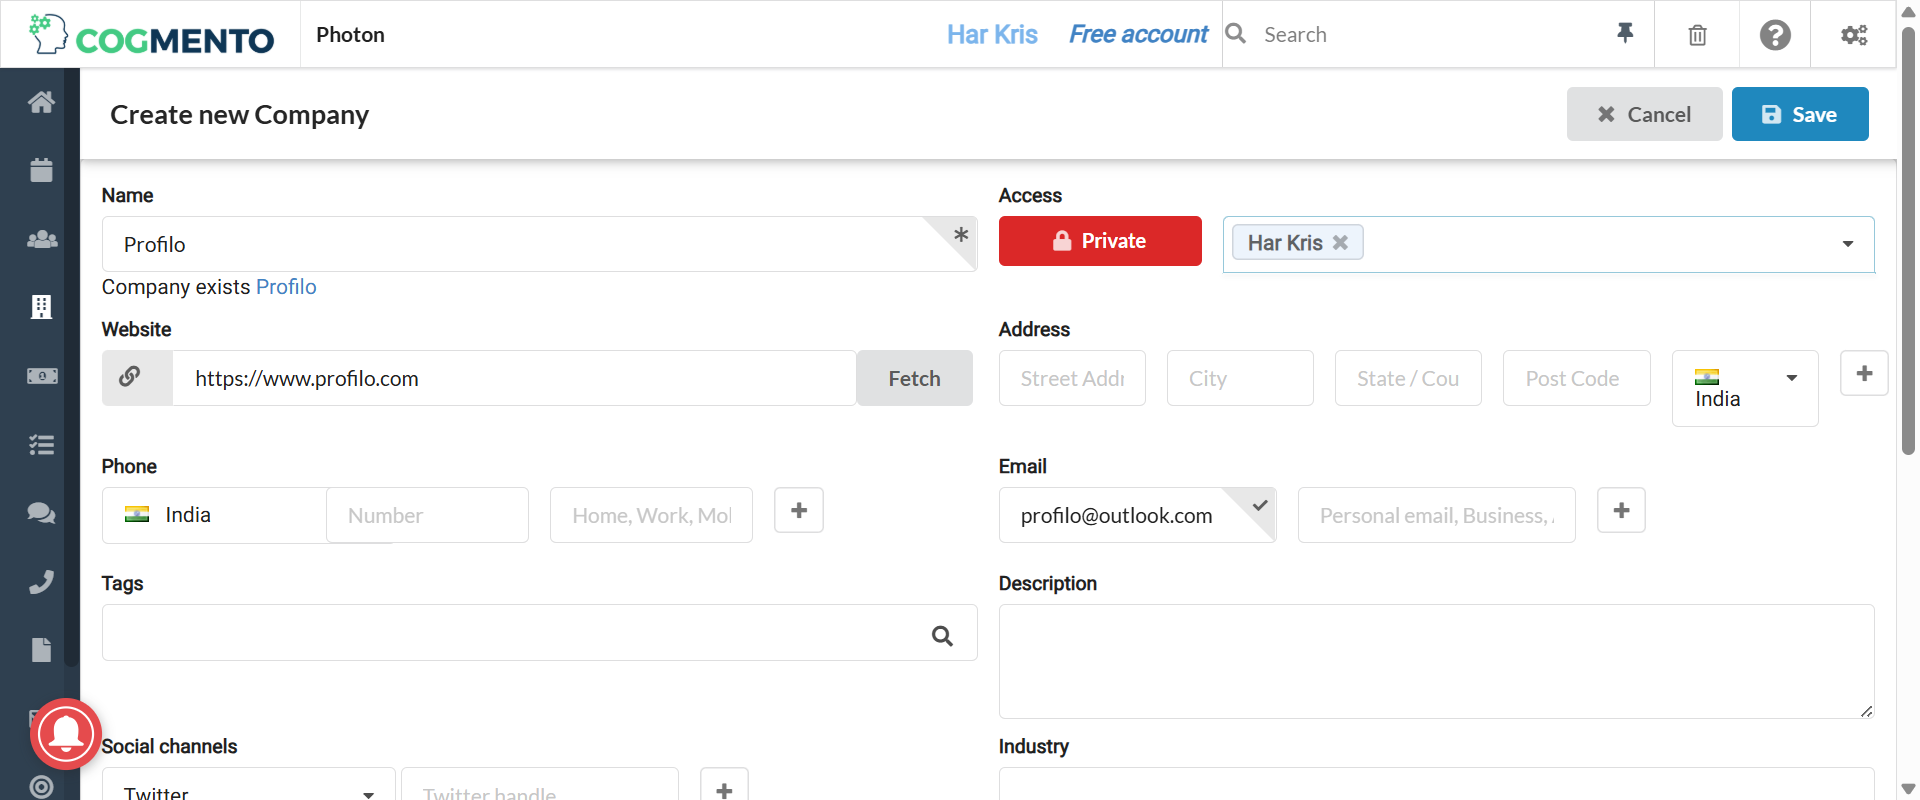 COGMENTO
Photon
Har Kris
Free account
Search
Create new Company
Cancel
Save
Name
Access
Profilo
*
Private
Har Kris
Company exists Profilo
Website
Address
https://www.profilo.com
Fetch
Street Addr
City
State / Cou
Post Code
India
Phone
Email
India
Number
Home, Work, Mol
profilo@outlook.com
Personal email, Business, .
Tags
Description
Social channels
Industry
Twitter
Twitter handle